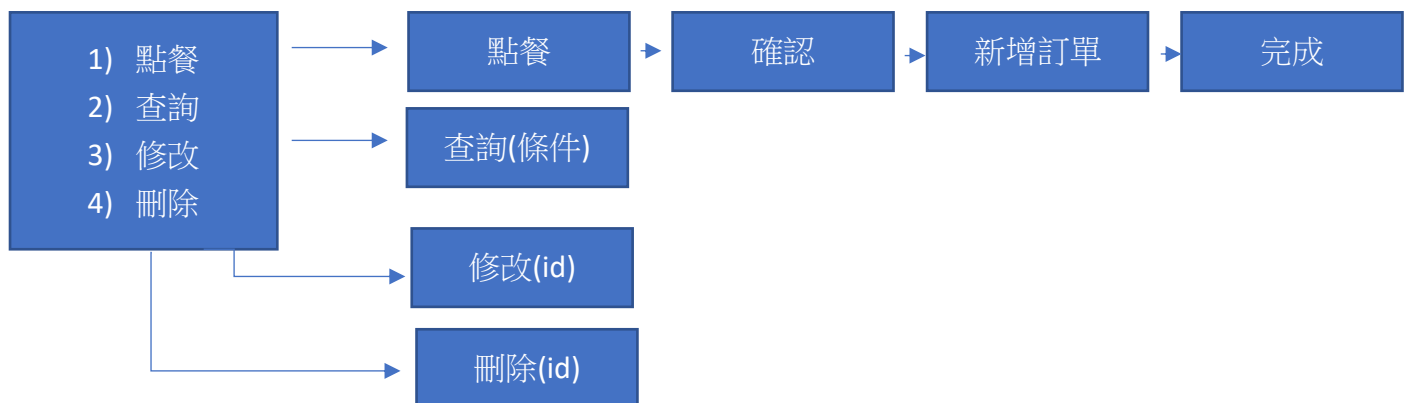 1) 點餐
2) 查詢
3) 修改
4) 刪除
點餐
確認
新增訂單
完成
查詢(條件)
修改(id)
刪除(id)